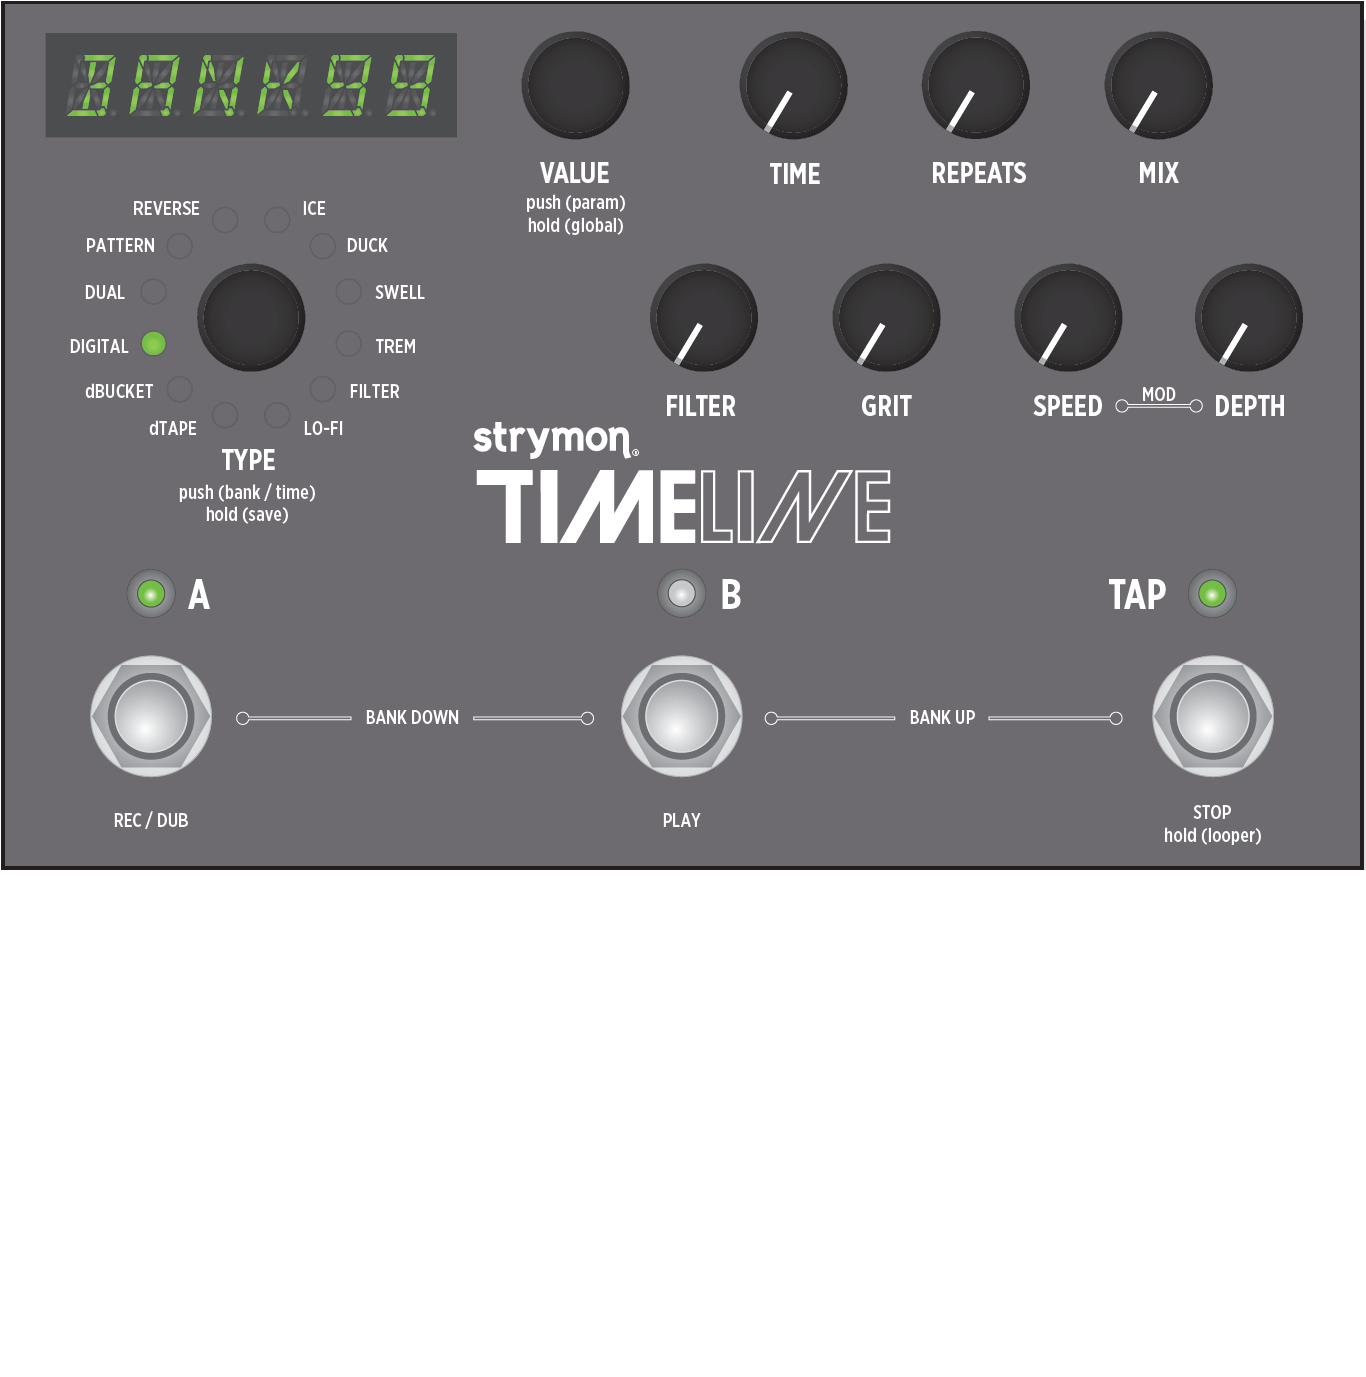 BANK99
VALUE
push (param)
hold (global)
TIME
REPEATS
MIX
REVERSE
ICE
PATTERN
DUCK
DUAL
SWELL
DIGITAL
TREM
dBUCKET
FILTER
dTAPE
LO-FI
TYPE
push (bank / time)
hold (save)
FILTER
GRIT
SPEED
MOD
DEPTH
strymon®
TIMELINE
A
B
TAP
BANK DOWN
BANK UP
REC / DUB
PLAY
STOP
hold (looper)